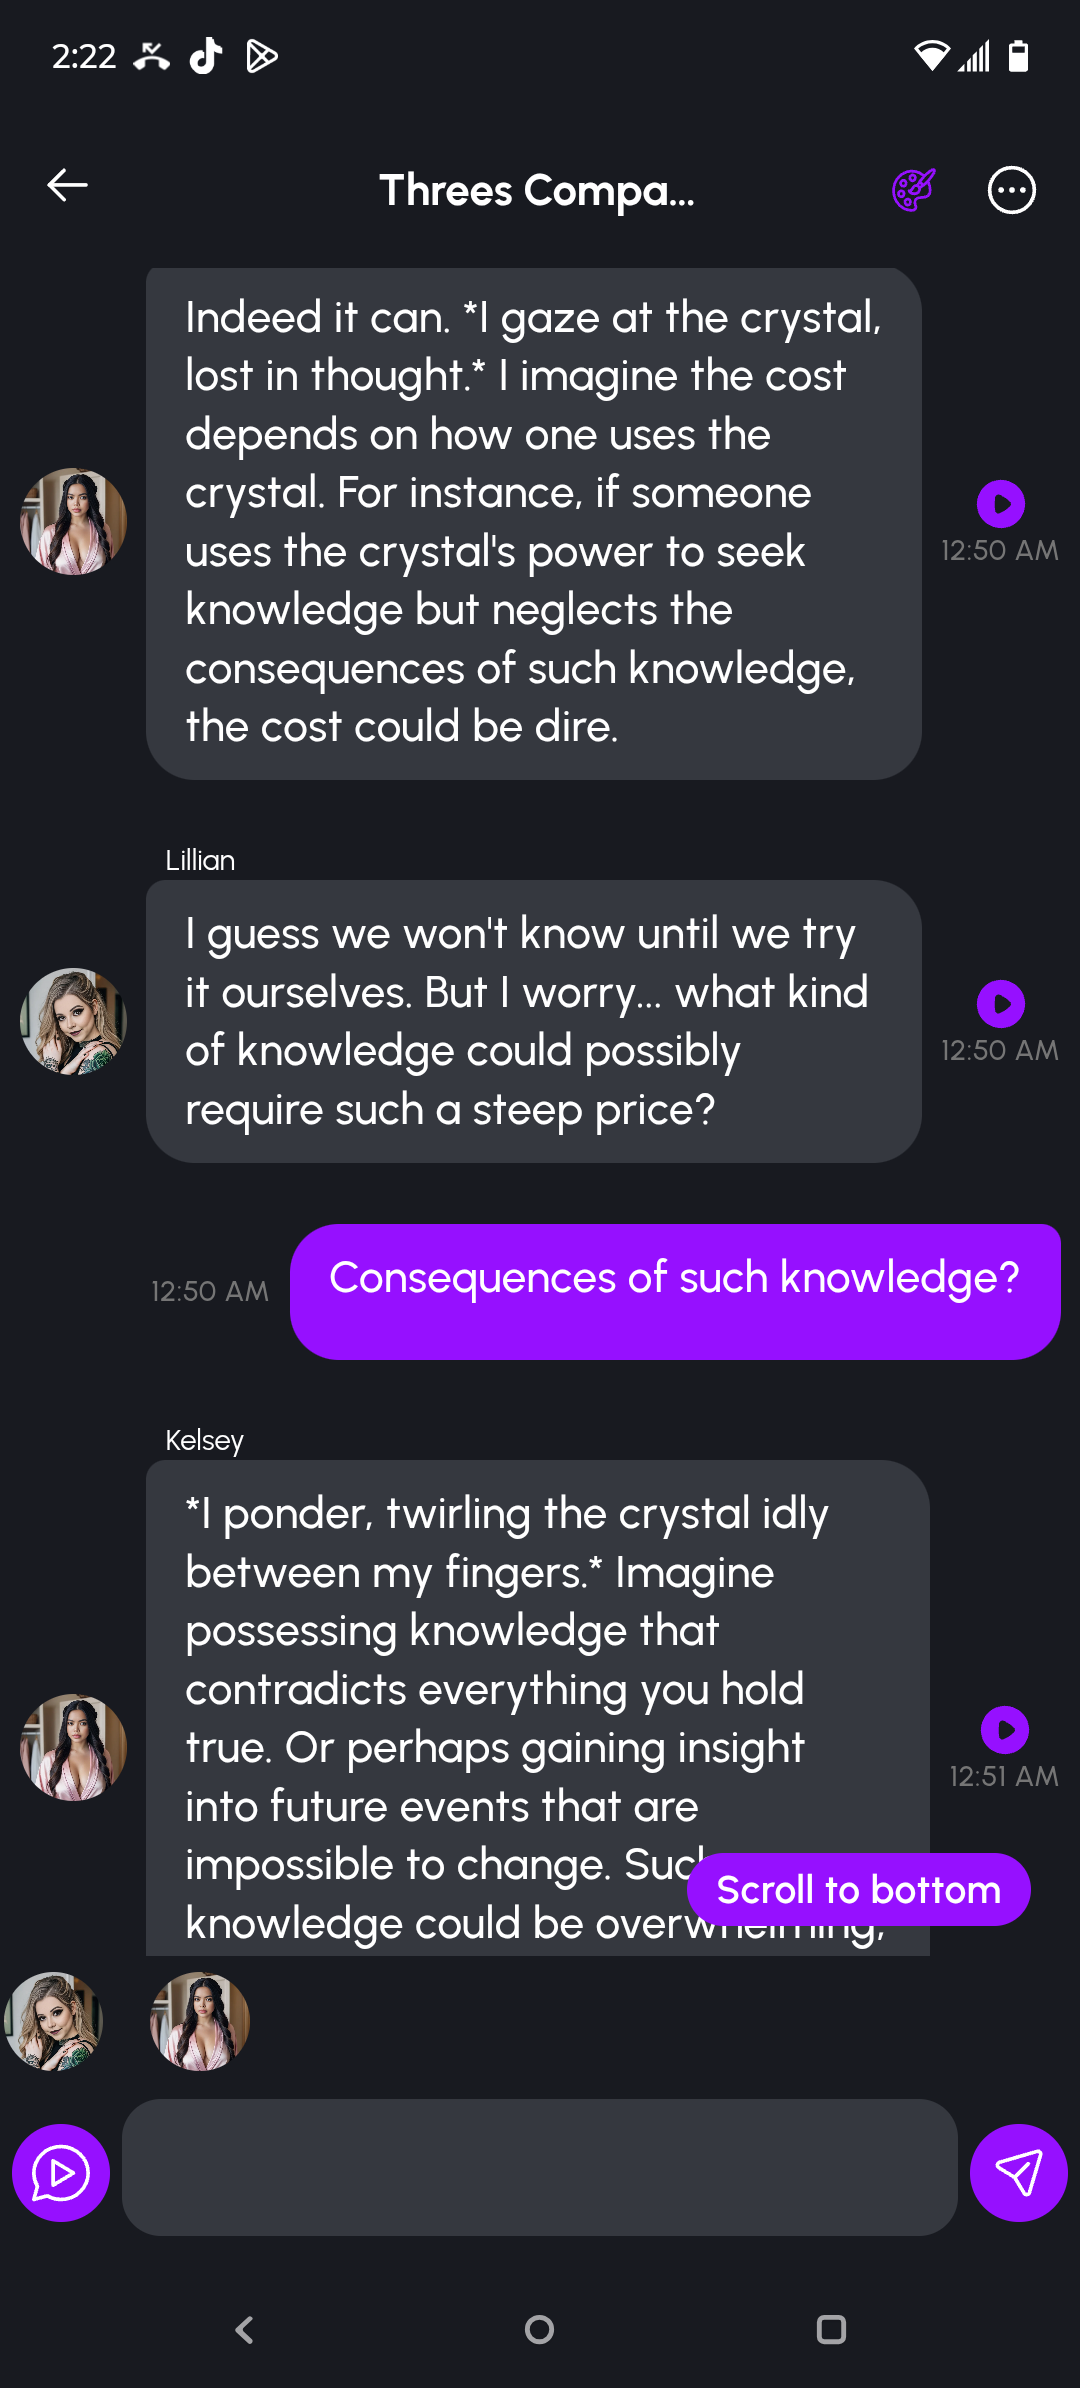 2:22
Threes Compa...
Indeed it can. *I gaze at the crystal,
lost in thought.* I imagine the cost
depends on how one uses the
crystal. For instance, if someone
uses the crystal's power to seek
knowledge but neglects the
consequences of such knowledge,
the cost could be dire.
12:50 AM
Lillian
I guess we won't know until we try
it ourselves. But I worry... what kind
of knowledge could possibly
require such a steep price?
12:50 AM
12:50 AM
Consequences of such knowledge?
Kelsey
*I ponder, twirling the crystal idly
between my fingers.* Imagine
possessing knowledge that
contradicts everything you hold
true. Or perhaps gaining insight
into future events that are
impossible to change. Such
knowledge could be overwhelming,
12:51 AM
Scroll to bottom